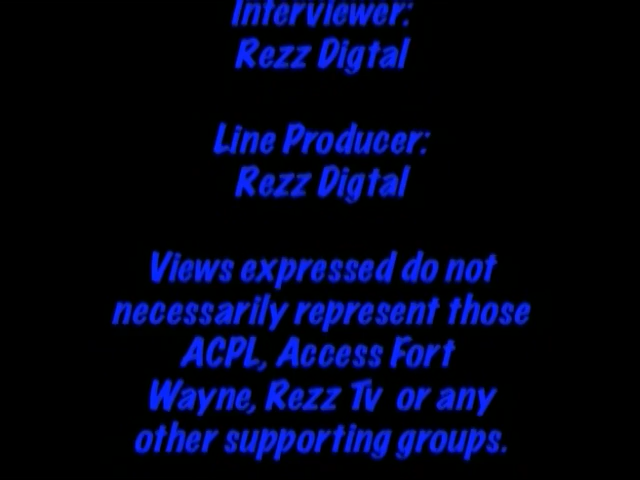 Interviewer:
Rezz Digtal
Line Producer:
Rezz Digtal
Views expressed do not
necessarily represent those
ACPL, Access Fort
Wayne, Rezz Tv or any
other supporting groups.